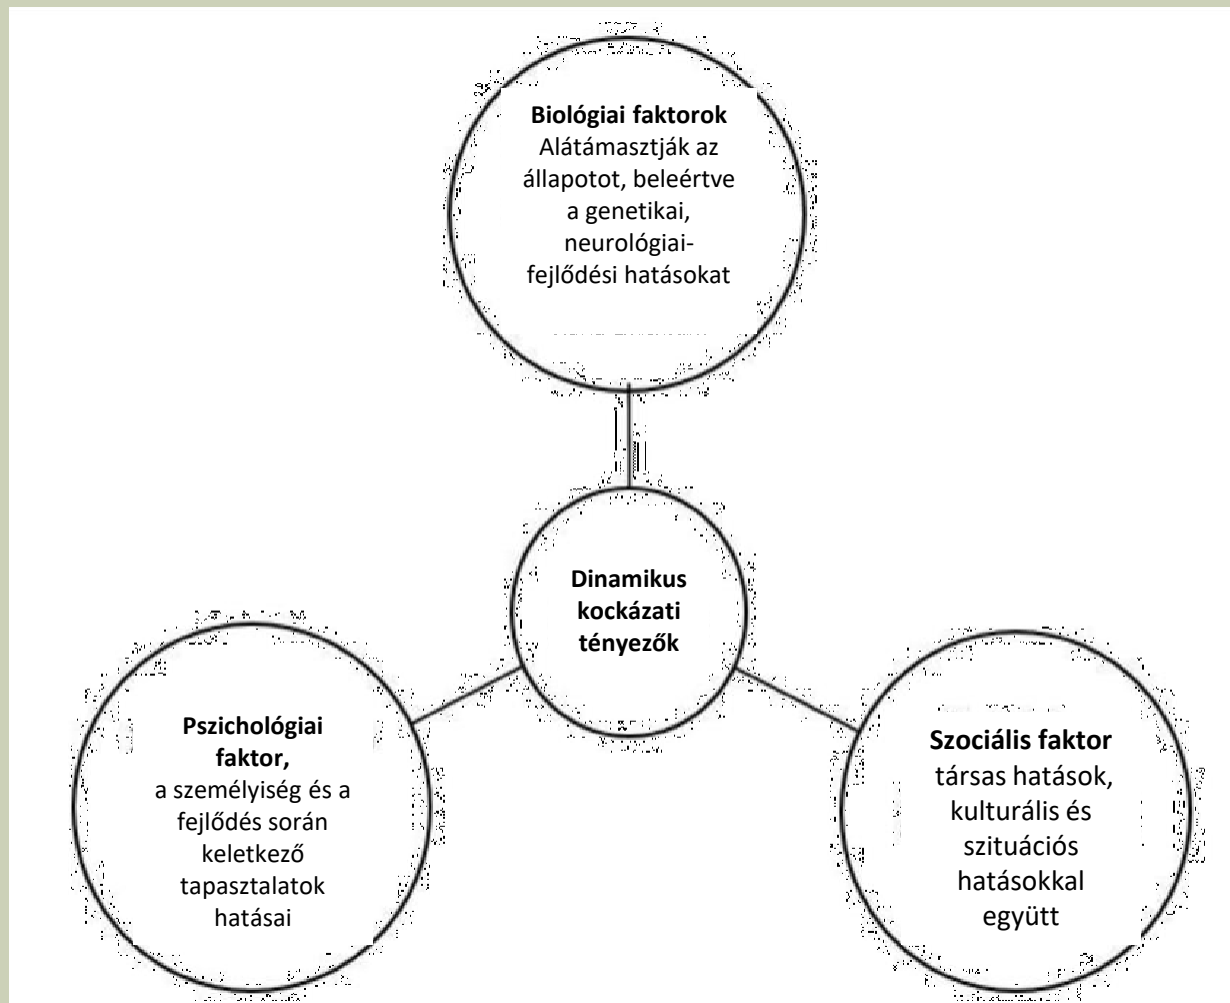 Biológiai faktorok
Alátámasztják az
állapotot, beleértve
a genetikai,
neurológiai-
fejlődési hatásokat
Dinamikus
kockázati
tényezők
Pszichológiai
faktor,
a személyiség és a
fejlődés során
keletkező
tapasztalatok
hatásai
Szociális faktor
társas hatások,
kulturális és
szituációs
hatásokkal
együtt